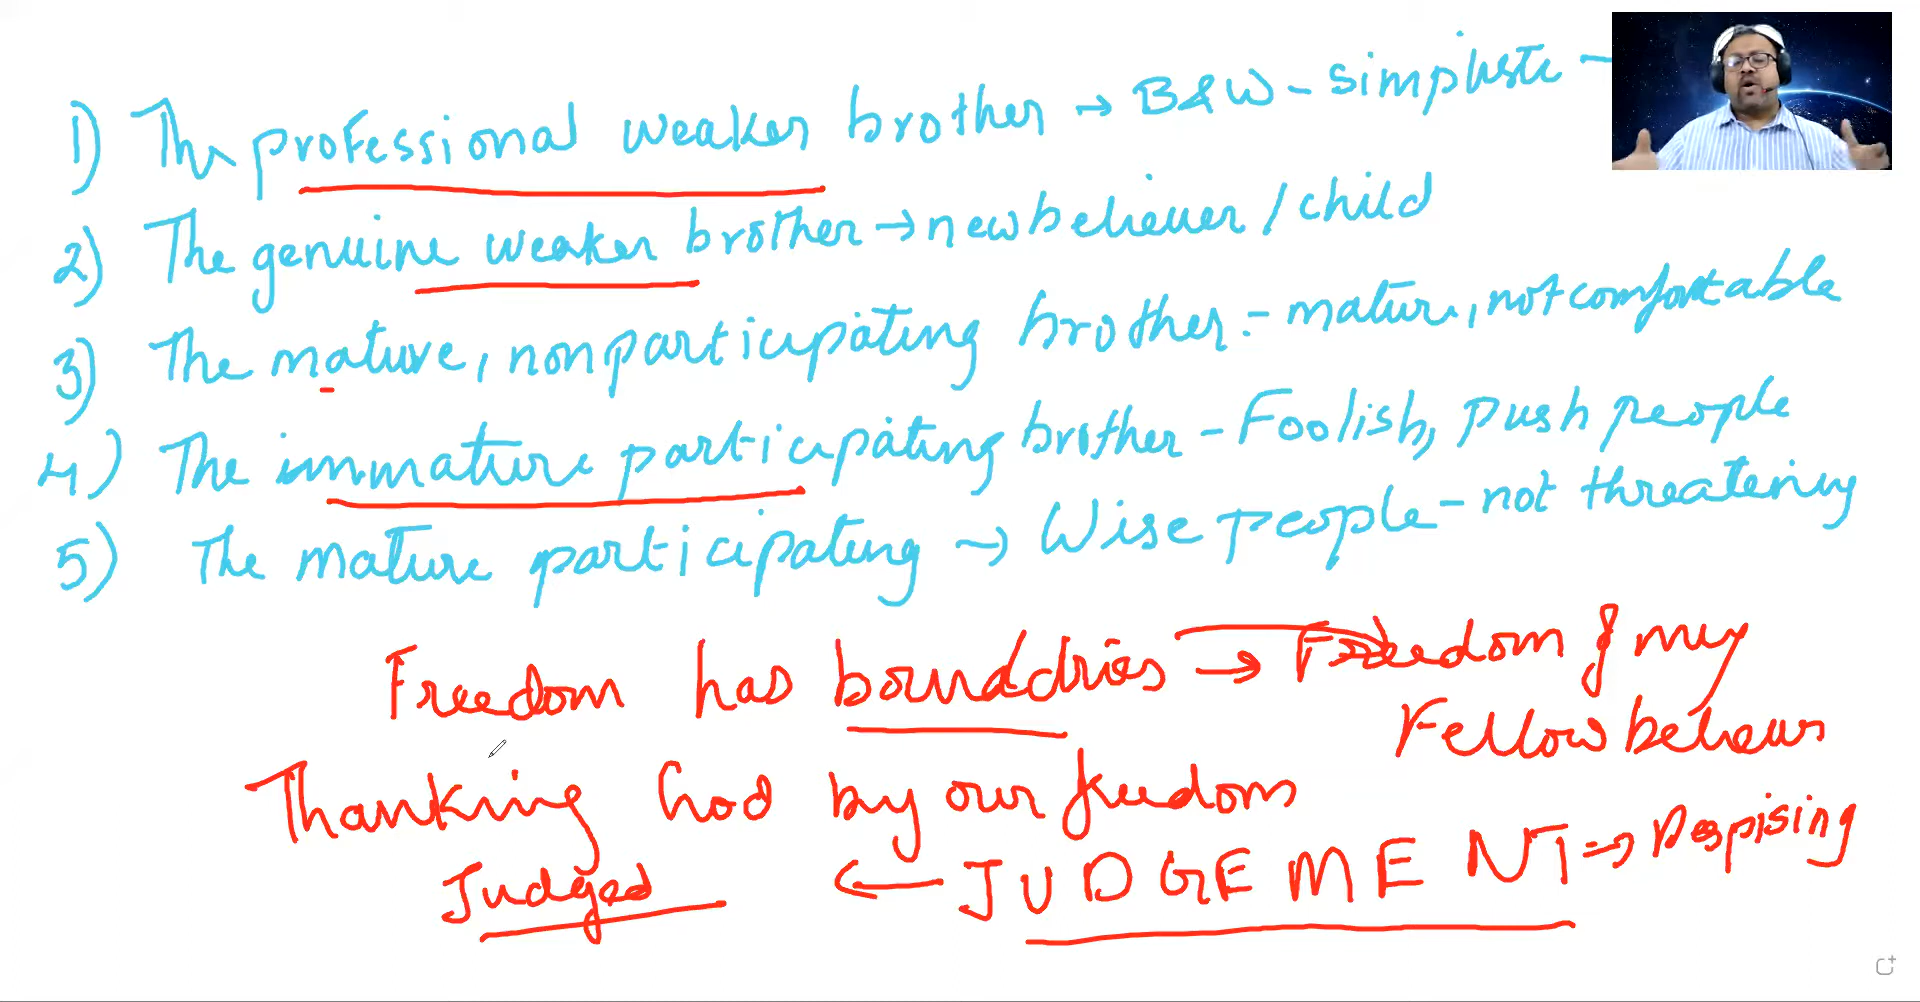 1) The professional weaker brother → B&W - simplistic -
2) The genuine weaker brother → new believer / child
3) The mature, nonparticipating brother :- mature, not comfortable
4) The immature participating brother - Foolish, push people
5) The mature participating → Wise people - not threatening
Freedom has bounddries → Freedom & my
Fellow believers
Thanking God by our freedom
Judged ← JUDGEMENT → Despising